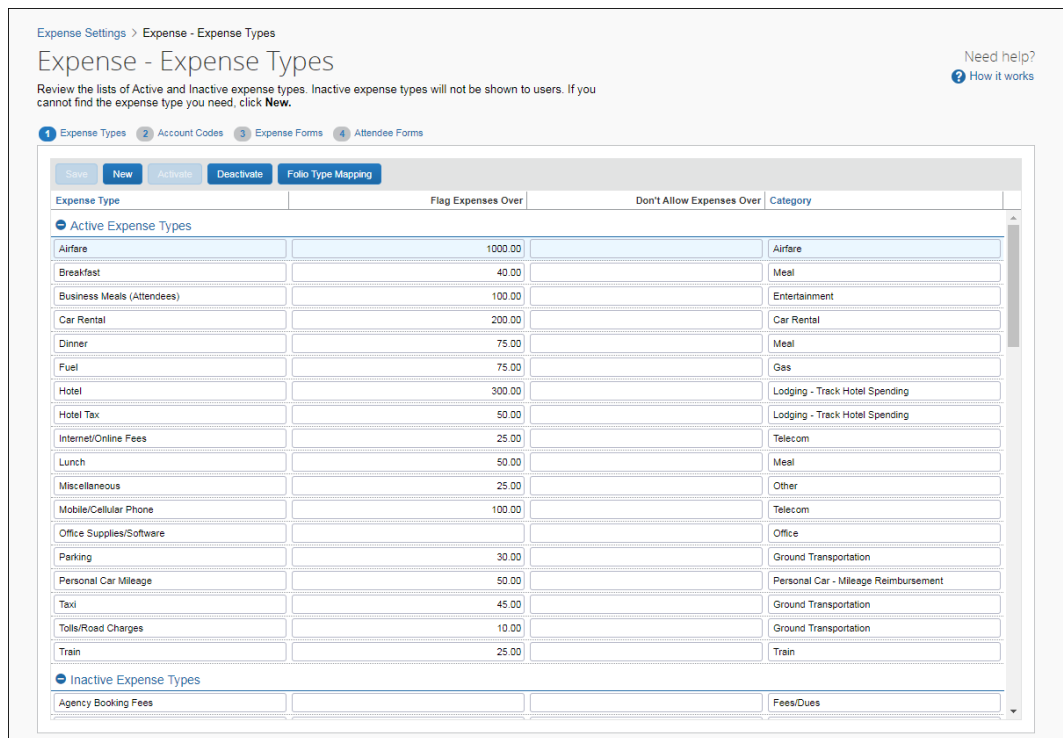 Expense Settings > Expense - Expense Types
Expense - Expense Types
Need help?
? How it works
Review the lists of Active and Inactive expense types. Inactive expense types will not be shown to users. If you
cannot find the expense type you need, click New.
1 Expense Types 2 Account Codes 3 Expense Forms 4 Attendee Forms
Save New Activate Deactivate Folio Type Mapping
Expense Type Flag Expenses Over Don't Allow Expenses Over Category
Active Expense Types
Airfare 1000.00 Airfare
Breakfast 40.00 Meal
Business Meals (Attendees) 100.00 Entertainment
Car Rental 200.00 Car Rental
Dinner 75.00 Meal
Fuel 75.00 Gas
Hotel 300.00 Lodging - Track Hotel Spending
Hotel Tax 50.00 Lodging - Track Hotel Spending
Internet/Online Fees 25.00 Telecom
Lunch 50.00 Meal
Miscellaneous 25.00 Other
Mobile/Cellular Phone 100.00 Telecom
Office Supplies/Software Office
Parking 30.00 Ground Transportation
Personal Car Mileage 50.00 Personal Car - Mileage Reimbursement
Taxi 45.00 Ground Transportation
Tolls/Road Charges 10.00 Ground Transportation
Train 25.00 Train
Inactive Expense Types
Agency Booking Fees Fees/Dues